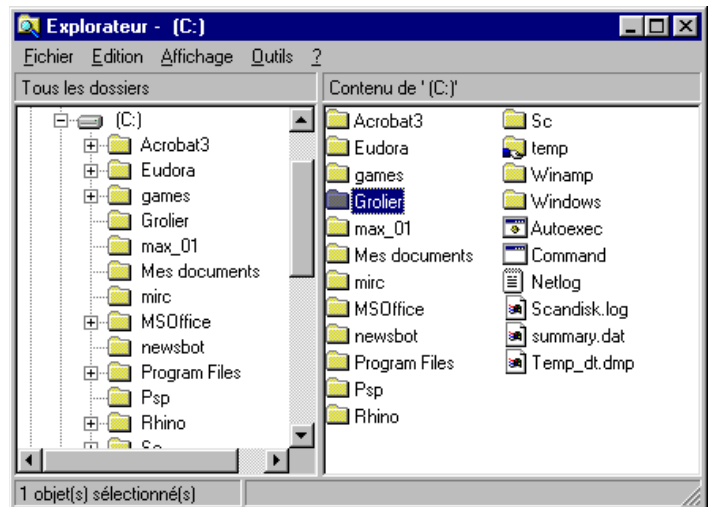 Explorateur - (C:)
Fichier Edition Affichage Outils ?
Tous les dossiers
Contenu de ' (C:)'
(C:)
Acrobat3
Eudora
games
Grolier
max_01
Mes documents
mirc
MSOffice
newsbot
Program Files
Psp
Rhino
Sc
Acrobat3
Eudora
games
Grolier
max_01
Mes documents
mirc
MSOffice
newsbot
Program Files
Psp
Rhino
Sc
temp
Winamp
Windows
Autoexec
Command
Netlog
Scandisk.log
summary.dat
Temp_dt.dmp
1 objet(s) sélectionné(s)